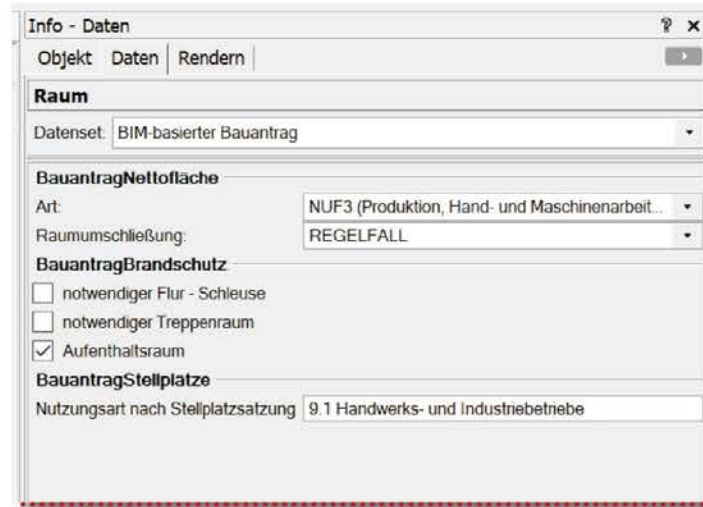 Info - Daten
Objekt Daten Rendern
Raum
Datenset: BIM-basierter Bauantrag
BauantragNettofläche
Art: NUF3 (Produktion, Hand- und Maschinenarbeit...
Raumumschließung: REGELFALL
BauantragBrandschutz
notwendiger Flur - Schleuse
notwendiger Treppenraum
Aufenthaltsraum
BauantragStellplätze
Nutzungsart nach Stellplatzsatzung 9.1 Handwerks- und Industriebetriebe